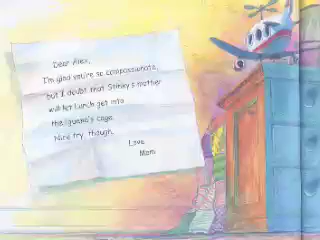 Dear Alex,
I'm glad you're so compassionate,
but I doubt that Stinky's mother
will let Lurch get into
the iguana's cage.
Nice try though.
Love
Mom